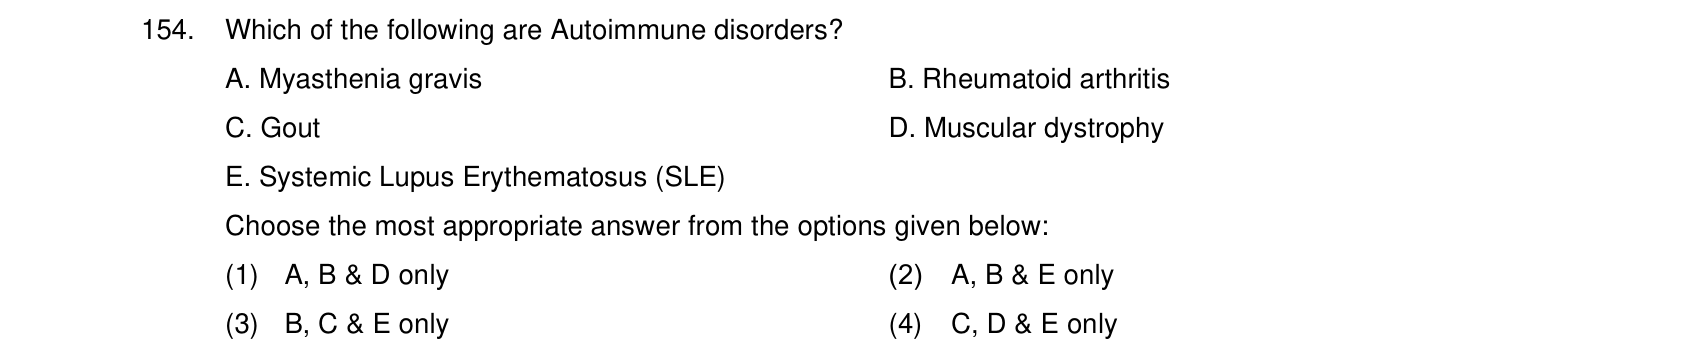 154. Which of the following are Autoimmune disorders?
A. Myasthenia gravis B. Rheumatoid arthritis
C. Gout D. Muscular dystrophy
E. Systemic Lupus Erythematosus (SLE)
Choose the most appropriate answer from the options given below:
(1) A, B & D only (2) A, B & E only
(3) B, C & E only (4) C, D & E only